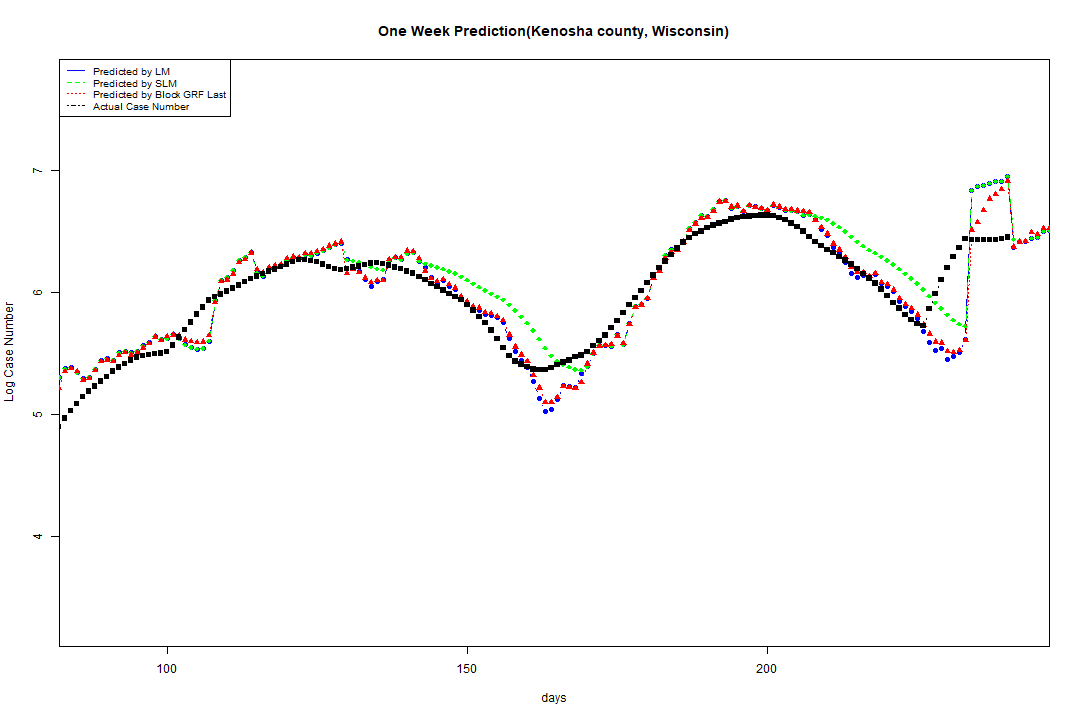 One Week Prediction(Kenosha county, Wisconsin)
Predicted by LM
Predicted by SLM
Predicted by Block GRF Last
Actual Case Number
Log Case Number
7
6
5
4
100
150
200
days